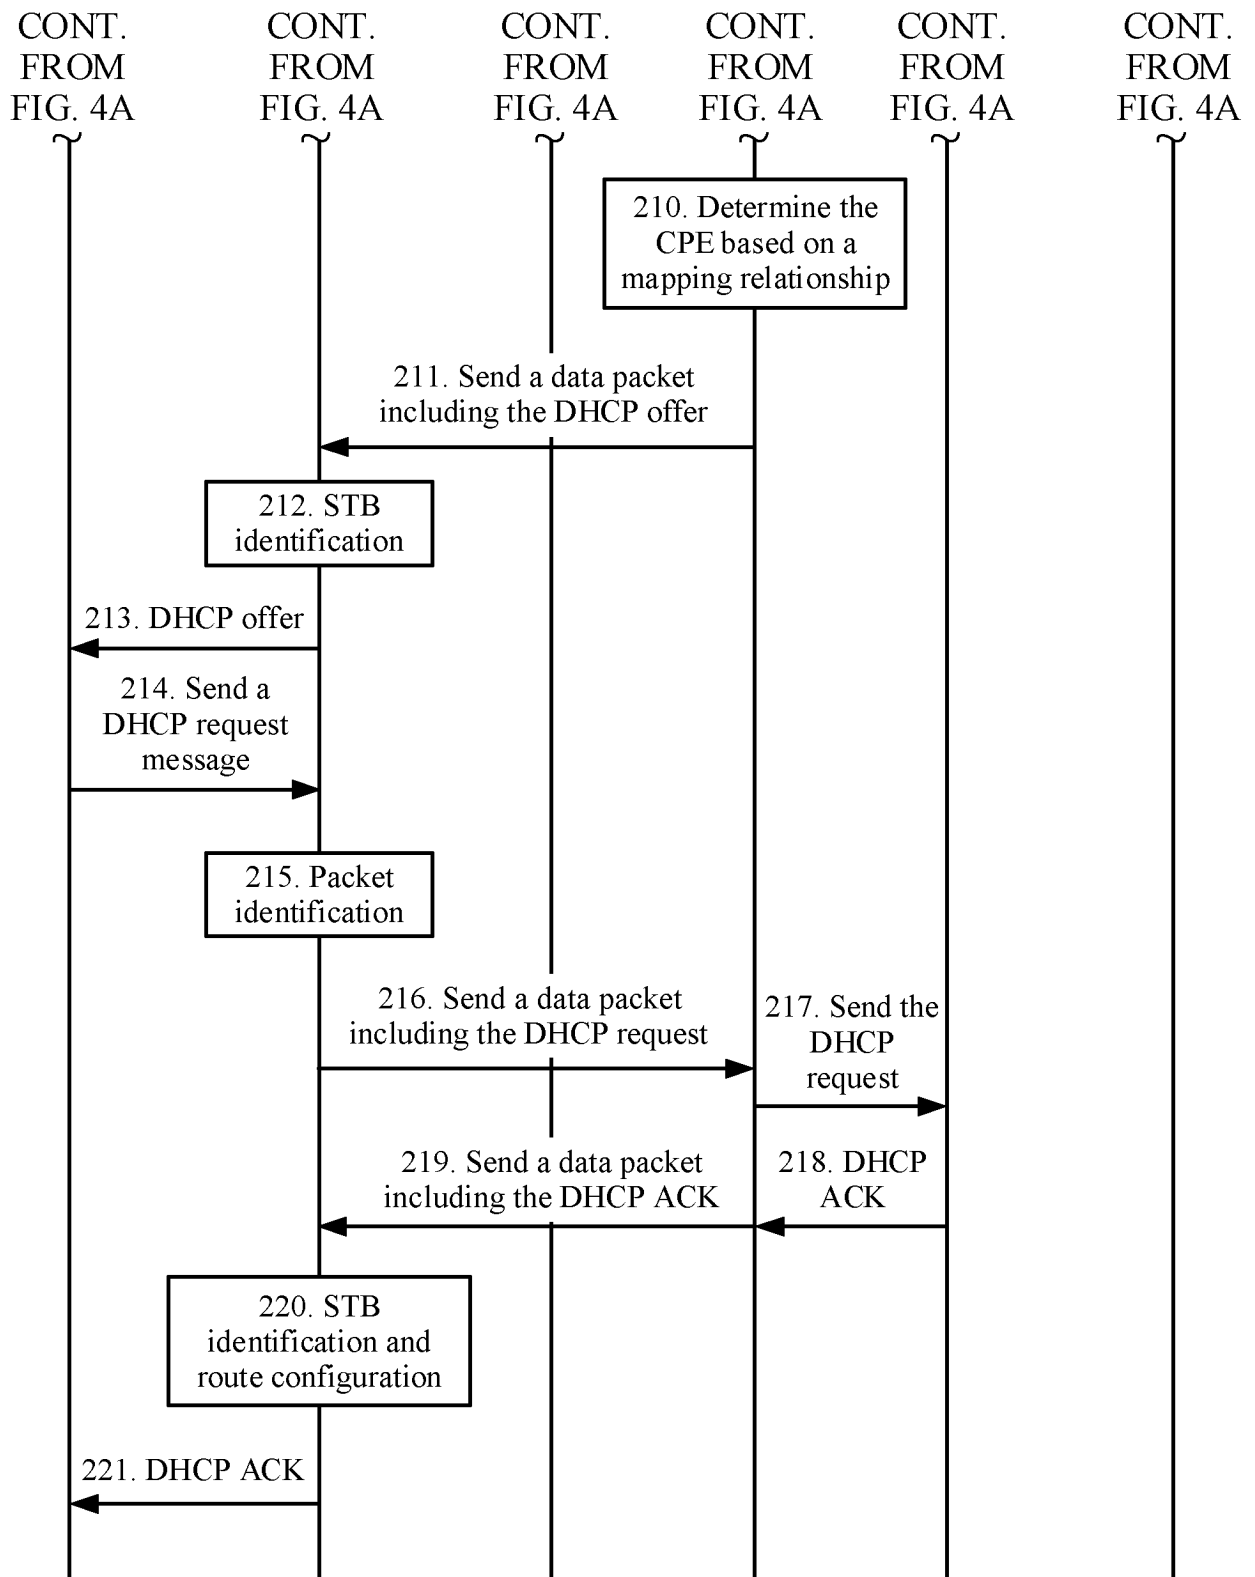 CONT.
FROM
FIG. 4A
CONT.
FROM
FIG. 4A
CONT.
FROM
FIG. 4A
CONT.
FROM
FIG. 4A
CONT.
FROM
FIG. 4A
CONT.
FROM
FIG. 4A
210. Determine the
CPE based on a
mapping relationship
211. Send a data packet
including the DHCP offer
212. STB
identification
213. DHCP offer
214. Send a
DHCP request
message
215. Packet
identification
216. Send a data packet
including the DHCP request
217. Send the
DHCP
request
218. DHCP
ACK
219. Send a data packet
including the DHCP ACK
220. STB
identification and
route configuration
221. DHCP ACK